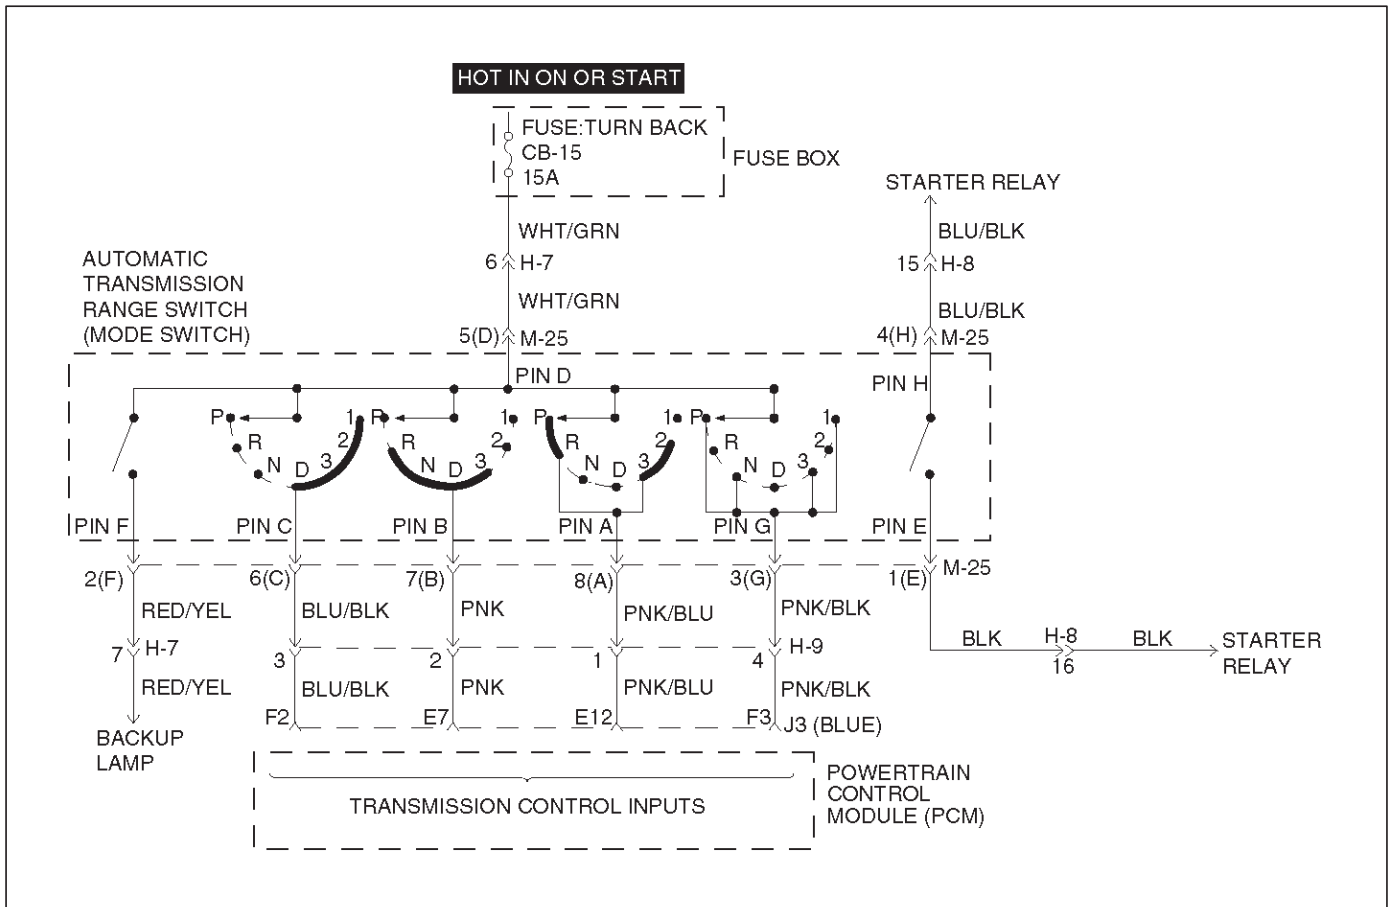 HOT IN ON OR START
FUSE:TURN BACK
CB-15
15A
FUSE BOX
STARTER RELAY
WHT/GRN
BLU/BLK
AUTOMATIC
TRANSMISSION
RANGE SWITCH
(MODE SWITCH)
6 H-7
15 H-8
WHT/GRN
BLU/BLK
5(D) M-25
4(H) M-25
PIN D
PIN H
P 1 P 1 P 1 P 1
R 2 R 2 R 2 R 2
N D 3 N D 3 N D 3 N D 3
PIN F PIN C PIN B PIN A PIN G PIN E
2(F) 6(C) 7(B) 8(A) 3(G) 1(E) M-25
RED/YEL BLU/BLK PNK PNK/BLU PNK/BLK
BLK H-8 BLK STARTER
16 RELAY
7 H-7 3 2 1 4 H-9
RED/YEL BLU/BLK PNK PNK/BLU PNK/BLK
F2 E7 E12 F3 J3 (BLUE)
BACKUP
LAMP
TRANSMISSION CONTROL INPUTS
POWERTRAIN
CONTROL
MODULE (PCM)